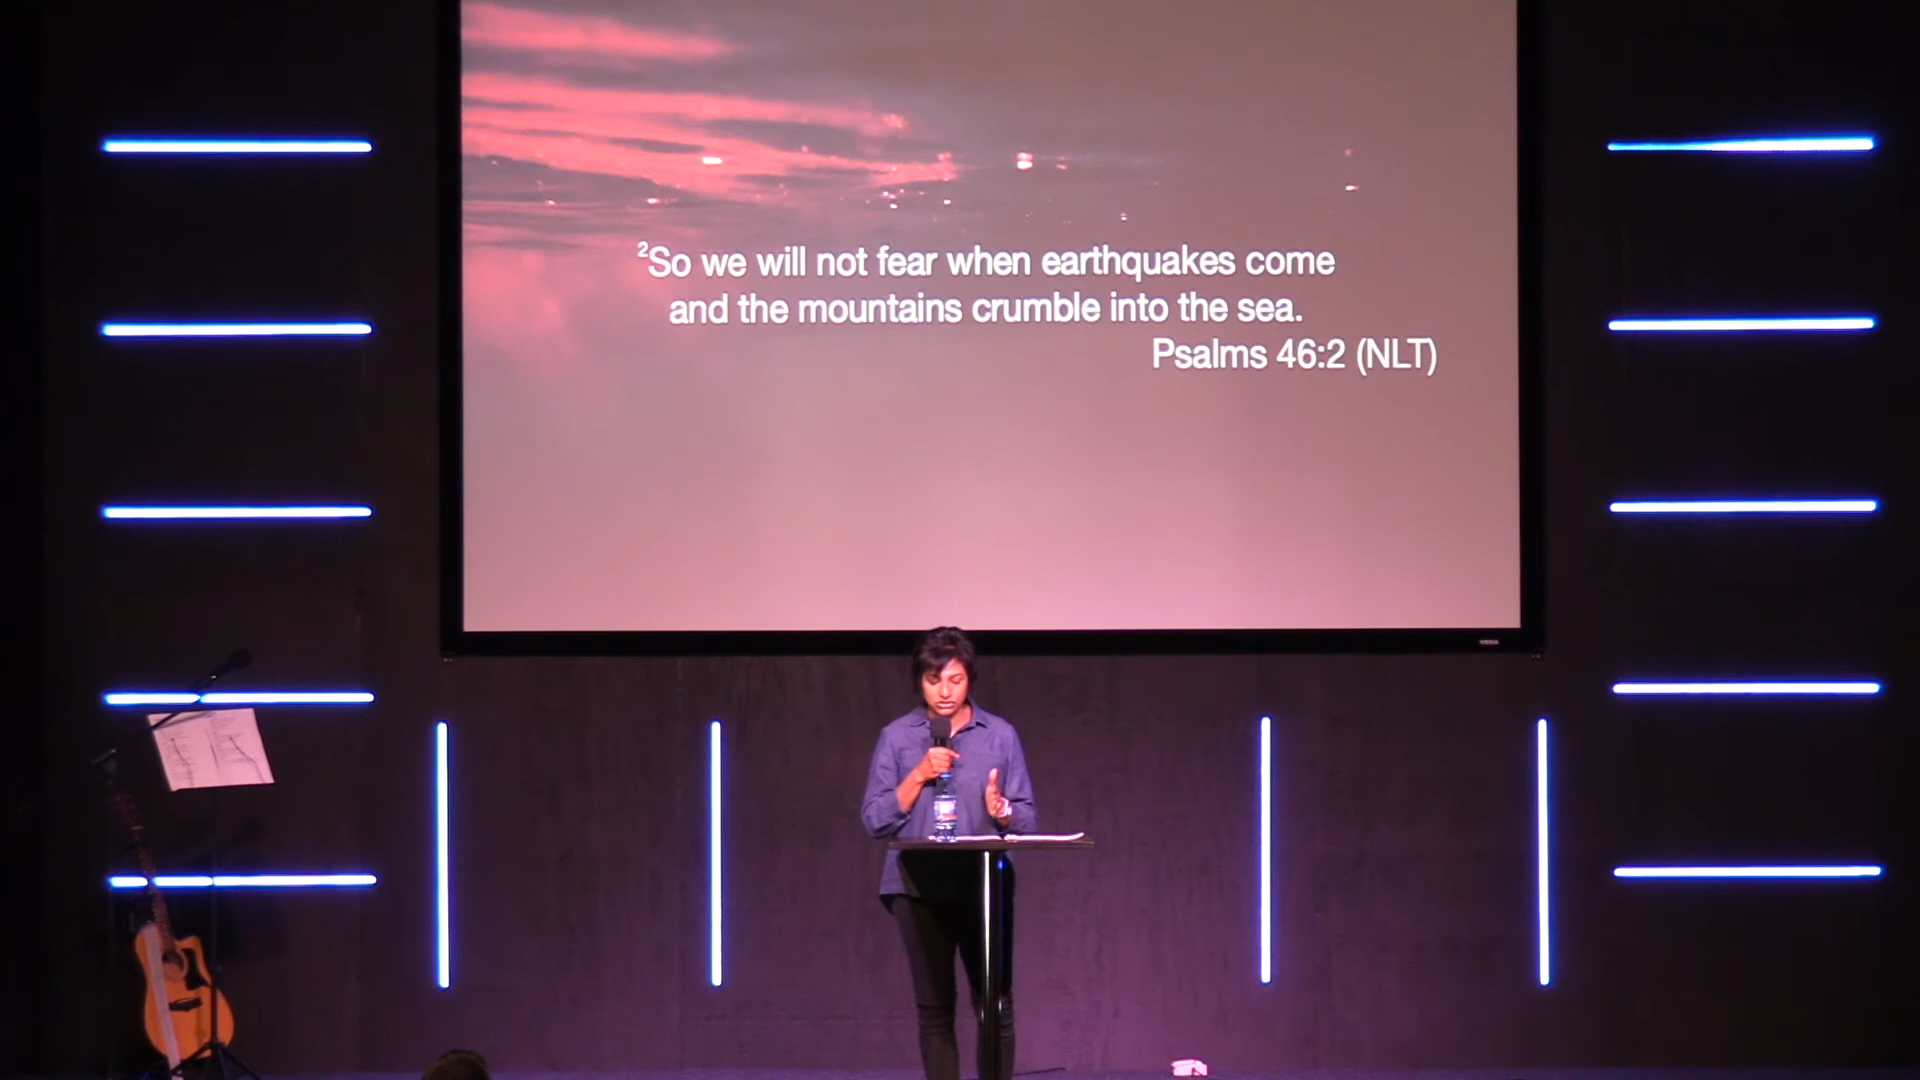 ²So we will not fear when earthquakes come
and the mountains crumble into the sea.
Psalms 46:2 (NLT)